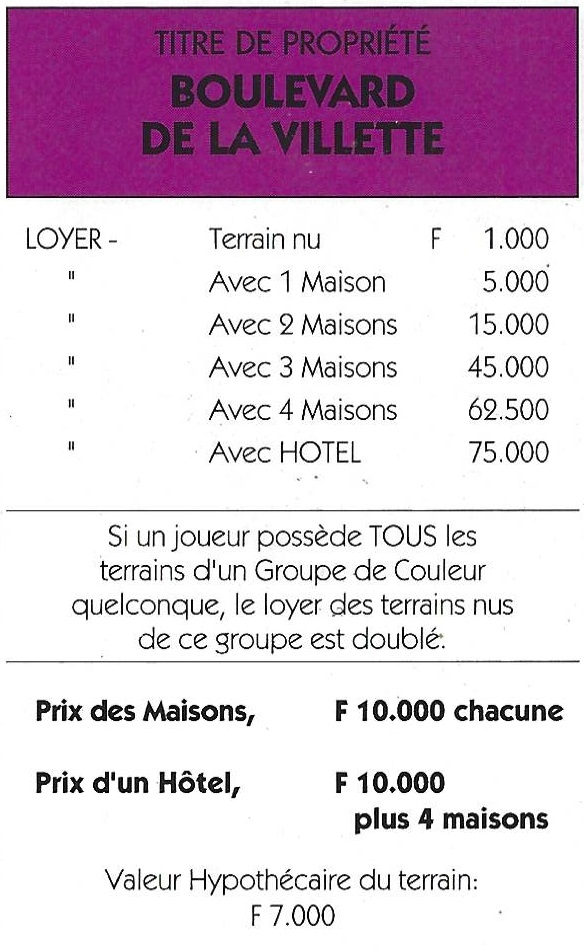 TITRE DE PROPRIÉTÉ
BOULEVARD
DE LA VILLETTE
LOYER - Terrain nu F 1.000
" Avec 1 Maison 5.000
" Avec 2 Maisons 15.000
" Avec 3 Maisons 45.000
" Avec 4 Maisons 62.500
" Avec HOTEL 75.000
Si un joueur possède TOUS les
terrains d'un Groupe de Couleur
quelconque, le loyer des terrains nus
de ce groupe est doublé.
Prix des Maisons, F 10.000 chacune
Prix d'un Hôtel, F 10.000
plus 4 maisons
Valeur Hypothécaire du terrain:
F 7.000